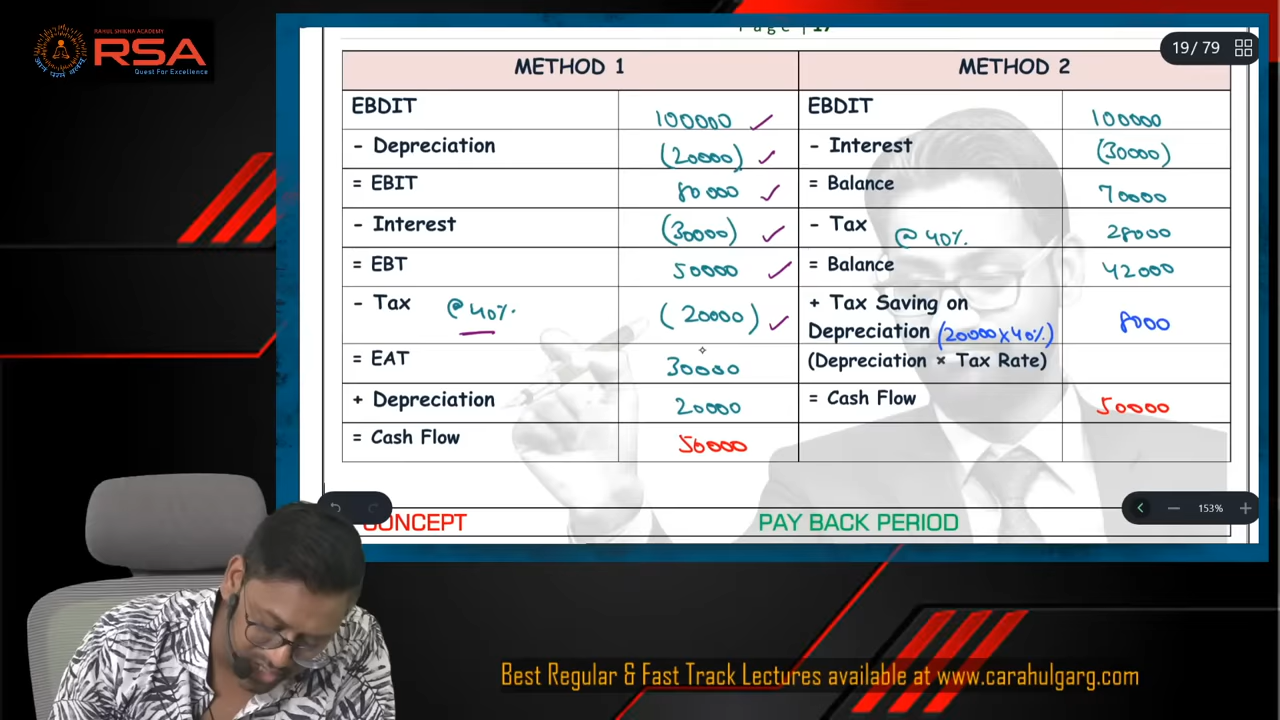 RAHUL SHIKHA ACADEMY
RSA
Quest For Excellence
19 / 79
METHOD 1 METHOD 2
EBDIT 100000 ✓ EBDIT 100000
- Depreciation (20000) ✓ - Interest (30000)
= EBIT 80000 ✓ = Balance 70000
- Interest (30000) ✓ - Tax @ 40%. 28000
= EBT 50000 ✓ = Balance 42000
- Tax @ 40%. (20000) ✓ + Tax Saving on
Depreciation (20000 x 40%.) 8000
= EAT 30000 (Depreciation × Tax Rate)
+ Depreciation 20000 = Cash Flow 50000
= Cash Flow 50000
153%
CONCEPT PAY BACK PERIOD
Best Regular & Fast Track Lectures available at www.carahulgarg.com